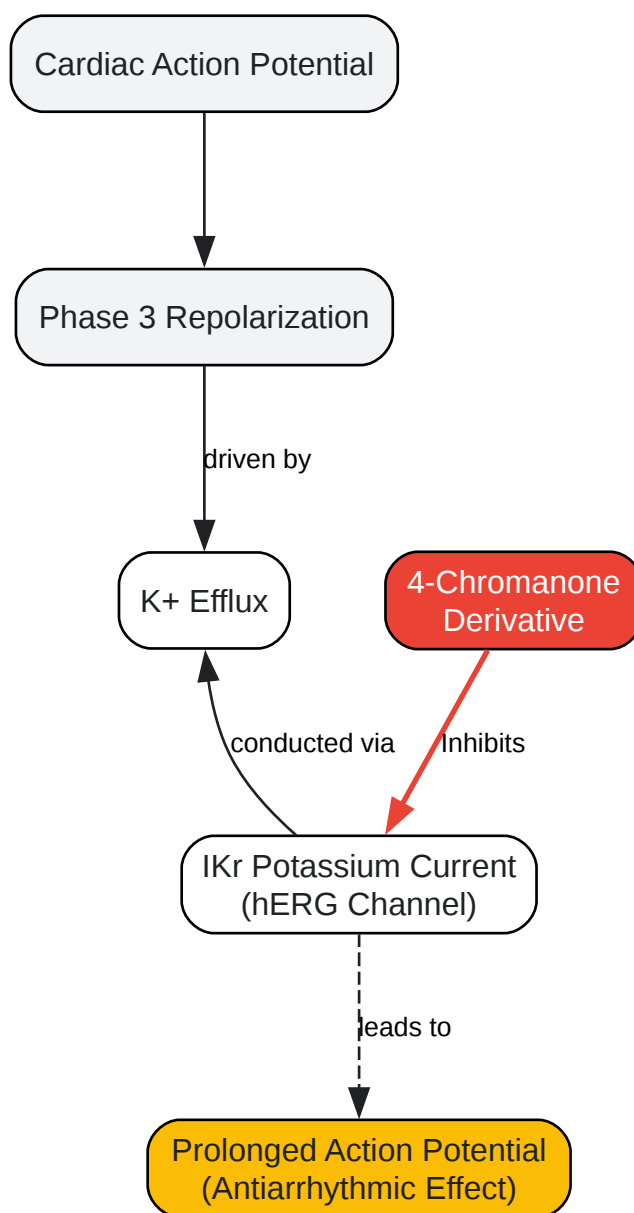 Cardiac Action Potential
Phase 3 Repolarization
driven by
K+ Efflux
4-Chromanone
Derivative
conducted via
Inhibits
IKr Potassium Current
(hERG Channel)
leads to
Prolonged Action Potential
(Antiarrhythmic Effect)